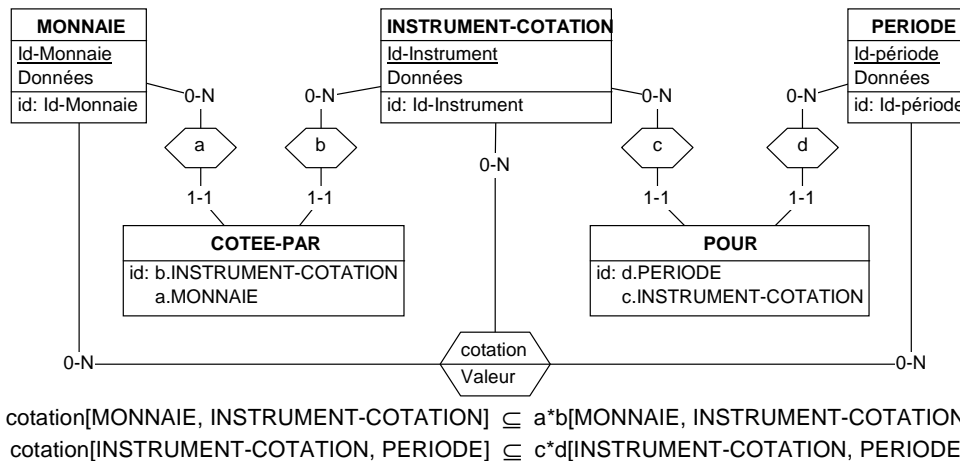 MONNAIE
Id-Monnaie
Données
id: Id-Monnaie
INSTRUMENT-COTATION
Id-Instrument
Données
id: Id-Instrument
PERIODE
Id-période
Données
id: Id-période
0-N
0-N
0-N
0-N
a
b
c
d
0-N
1-1
1-1
1-1
1-1
COTEE-PAR
id: b.INSTRUMENT-COTATION
a.MONNAIE
POUR
id: d.PERIODE
c.INSTRUMENT-COTATION
0-N
cotation
Valeur
0-N
cotation[MONNAIE, INSTRUMENT-COTATION] ⊆ a*b[MONNAIE, INSTRUMENT-COTATION
cotation[INSTRUMENT-COTATION, PERIODE] ⊆ c*d[INSTRUMENT-COTATION, PERIODE